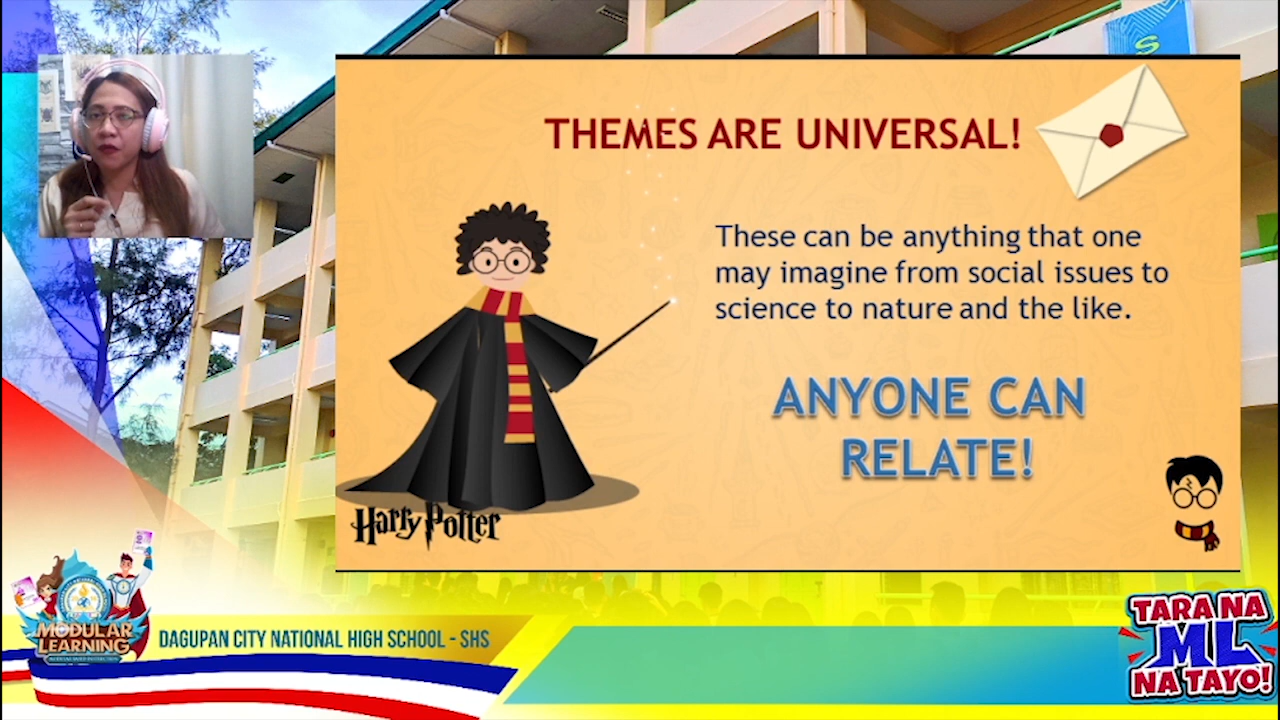 THEMES ARE UNIVERSAL!
These can be anything that one
may imagine from social issues to
science to nature and the like.
ANYONE CAN
RELATE!
Harry Potter
S
MODULAR
LEARNING
DAGUPAN CITY NATIONAL HIGH SCHOOL - SHS
TARA NA
ML
NA TAYO!